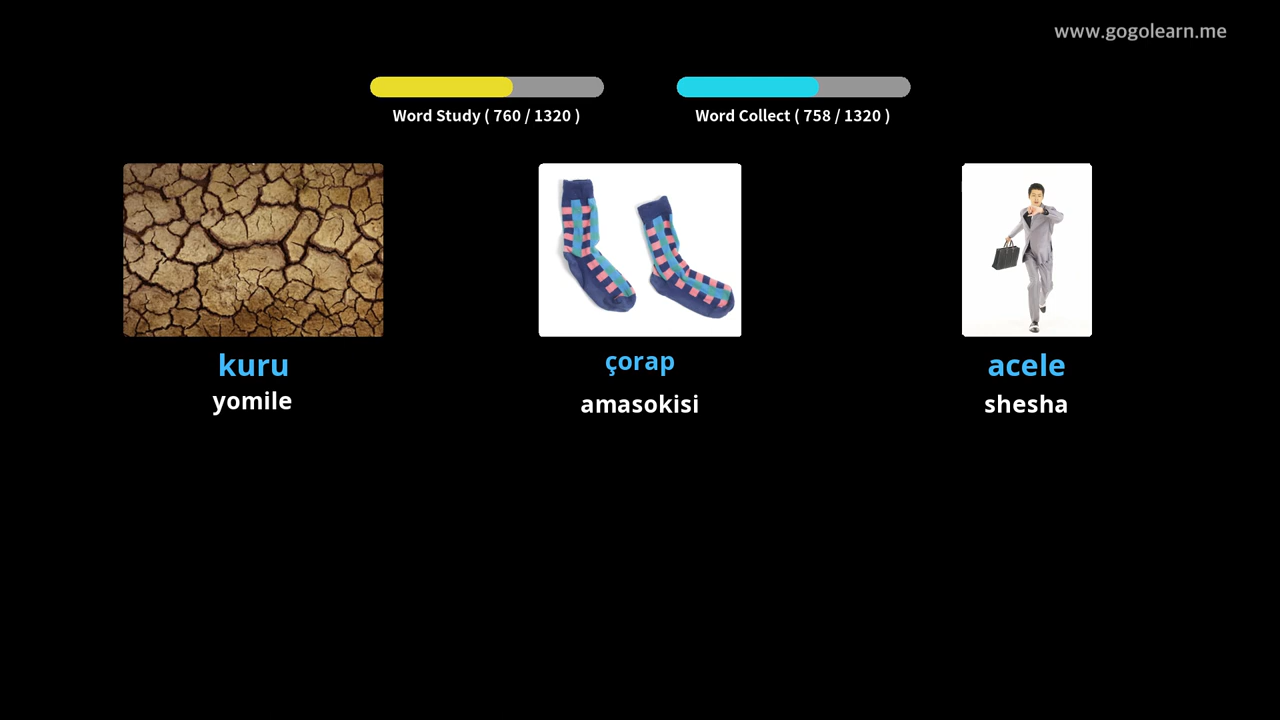 www.gogolearn.me
Word Study ( 760 / 1320 )
Word Collect ( 758 / 1320 )
kuru
yomile
çorap
amasokisi
acele
shesha